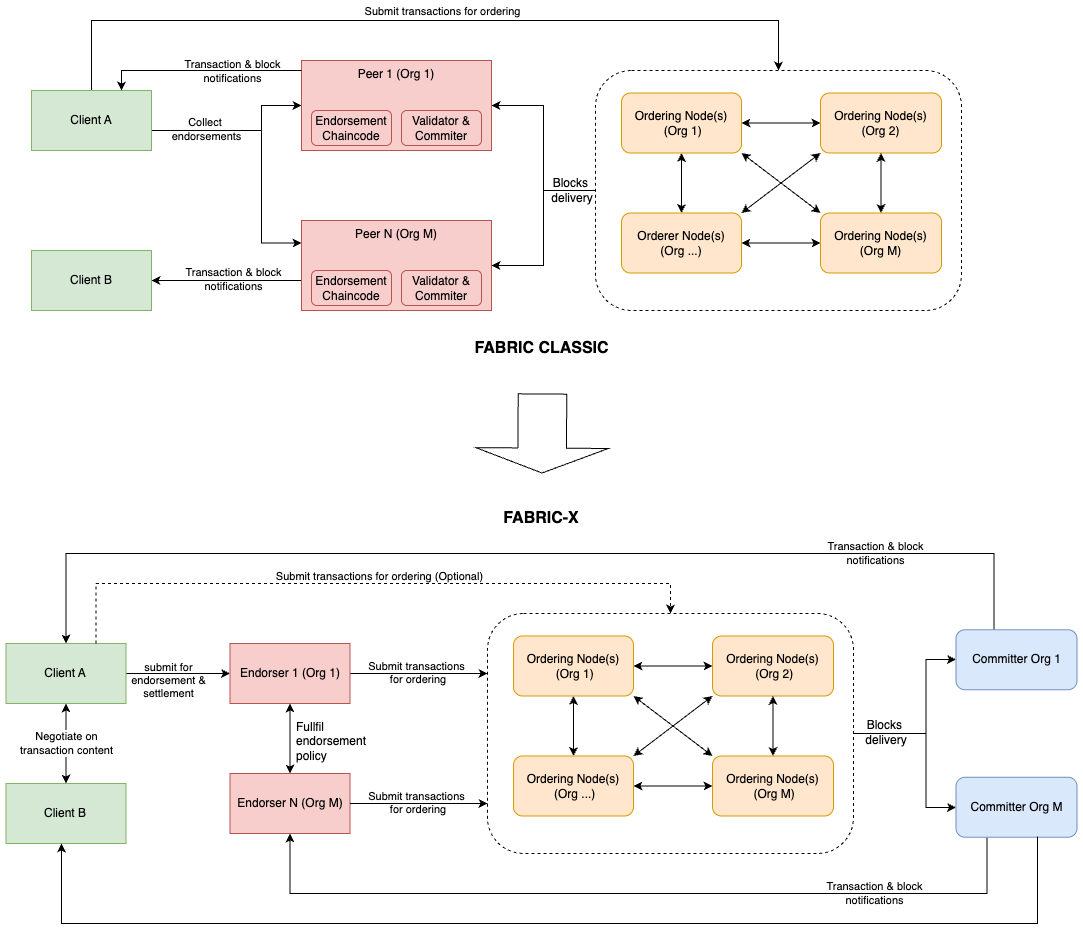 Submit transactions for ordering
Transaction & block
notifications
Peer 1 (Org 1)
Client A
Collect
endorsements
Endorsement
Chaincode
Validator &
Commiter
Ordering Node(s)
(Org 1)
Ordering Node(s)
(Org 2)
Blocks
delivery
Orderer Node(s)
(Org ...)
Ordering Node(s)
(Org M)
Peer N (Org M)
Client B
Transaction & block
notifications
Endorsement
Chaincode
Validator &
Commiter
FABRIC CLASSIC
FABRIC-X
Transaction & block
notifications
Submit transactions for ordering (Optional)
Client A
submit for
endorsement &
settlement
Endorser 1 (Org 1)
Submit transactions
for ordering
Ordering Node(s)
(Org 1)
Ordering Node(s)
(Org 2)
Committer Org 1
Negotiate on
transaction content
Fullfil
endorsement
policy
Blocks
delivery
Client B
Endorser N (Org M)
Submit transactions
for ordering
Ordering Node(s)
(Org ...)
Ordering Node(s)
(Org M)
Committer Org M
Transaction & block
notifications